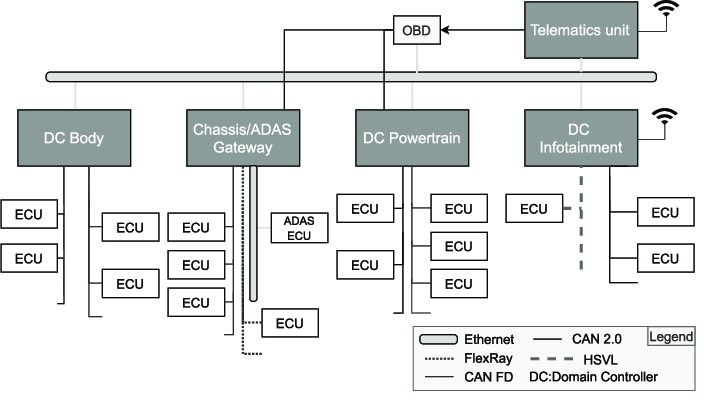 OBD
Telematics unit
DC Body
Chassis/ADAS
Gateway
DC Powertrain
DC
Infotainment
ECU
ECU
ECU
ECU
ECU
ECU
ECU
ADAS
ECU
ECU
ECU
ECU
ECU
ECU
ECU
ECU
ECU
ECU
Legend
Ethernet
CAN 2.0
FlexRay
HSVL
CAN FD
DC:Domain Controller